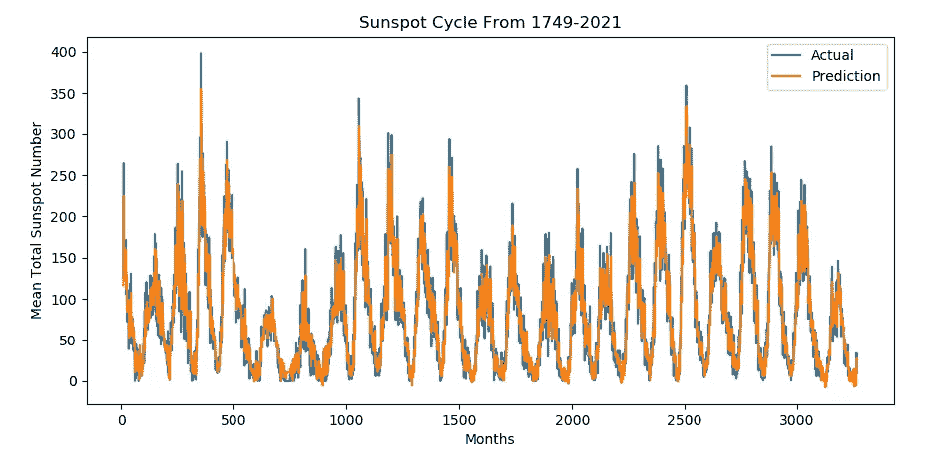 Sunspot Cycle From 1749-2021
Actual
Prediction
Mean Total Sunspot Number
400
350
300
250
200
150
100
50
0
0 500 1000 1500 2000 2500 3000
Months